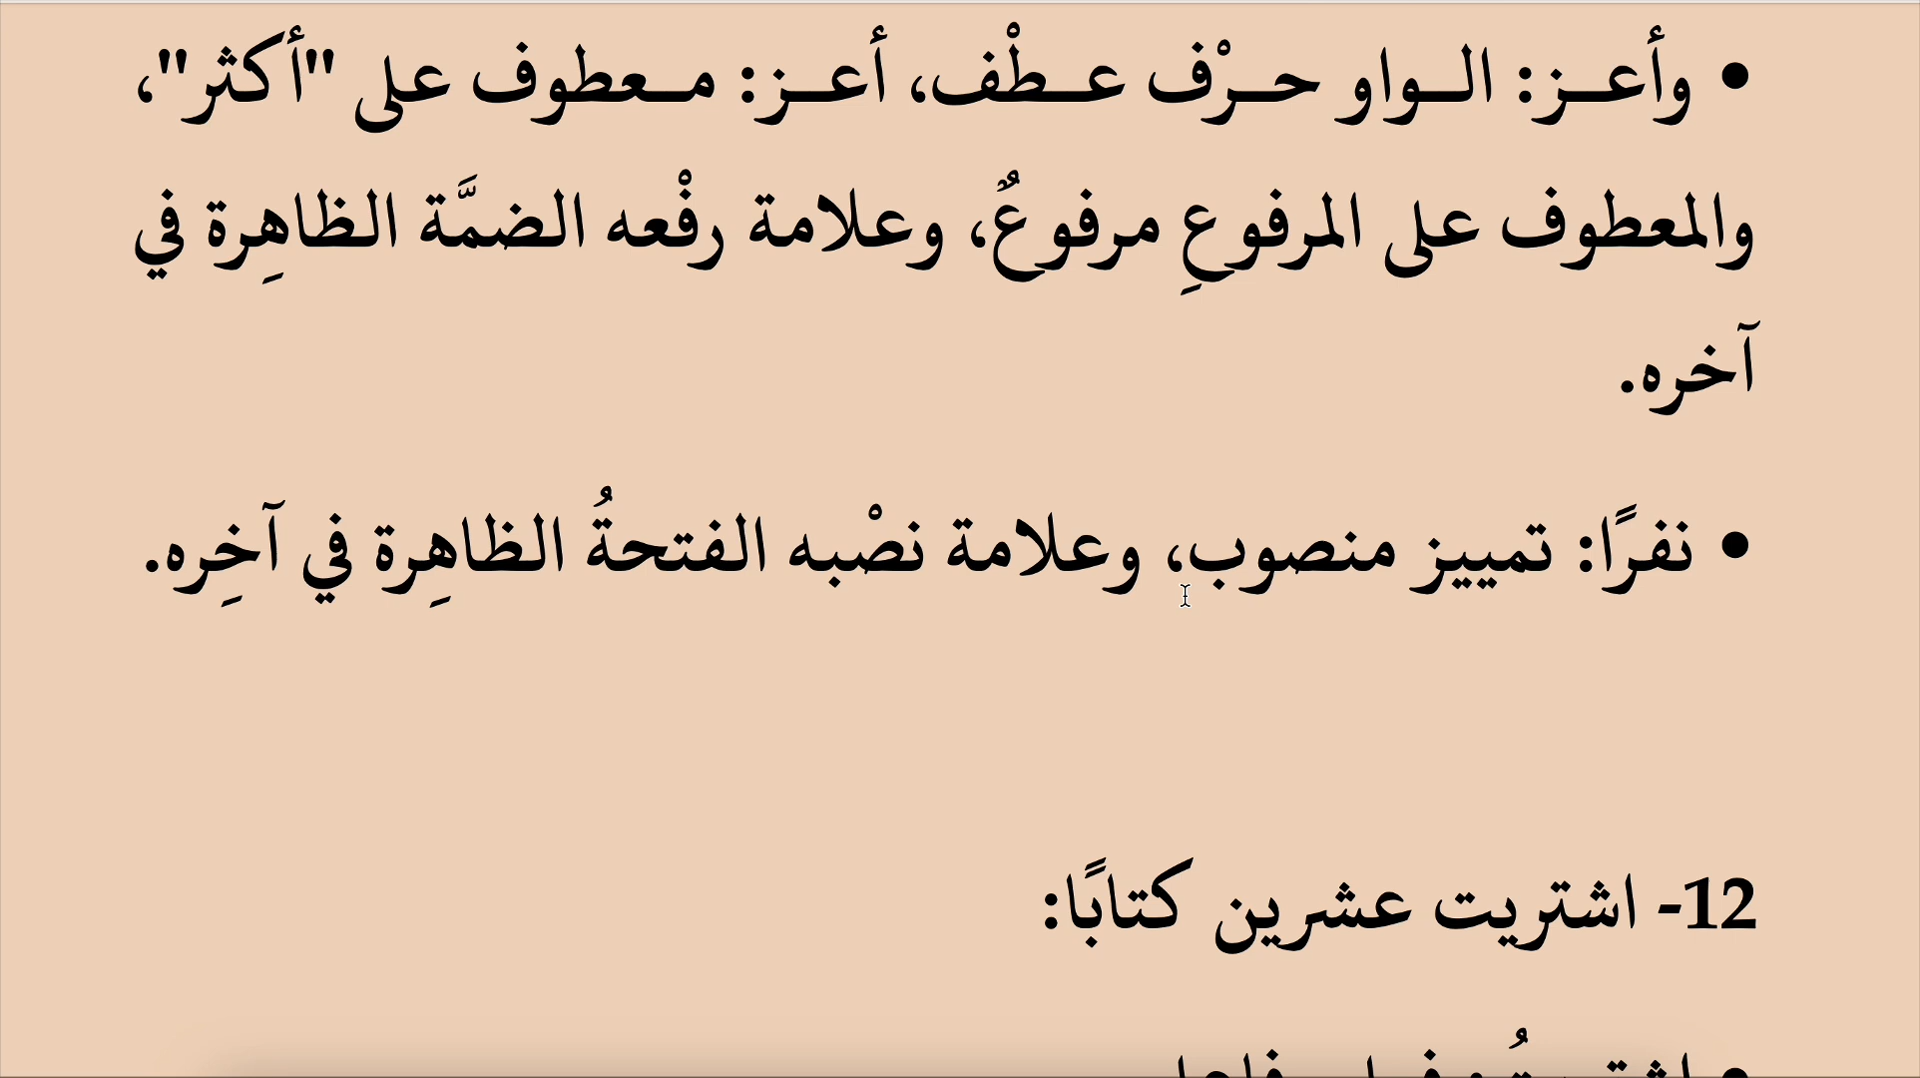 • وأعــز: الــواو حــرْف عــطْف، أعــز: مــعطوف على "أكثر"،
والمعطوف على المرفوعِ مرفوعٌ، وعلامة رفْعه الضمَّة الظاهِرة في
آخره.
• نفرًا: تمييز منصوب، وعلامة نصْبه الفتحةُ الظاهِرة في آخِره.
12- اشتريت عشرين كتابًا: